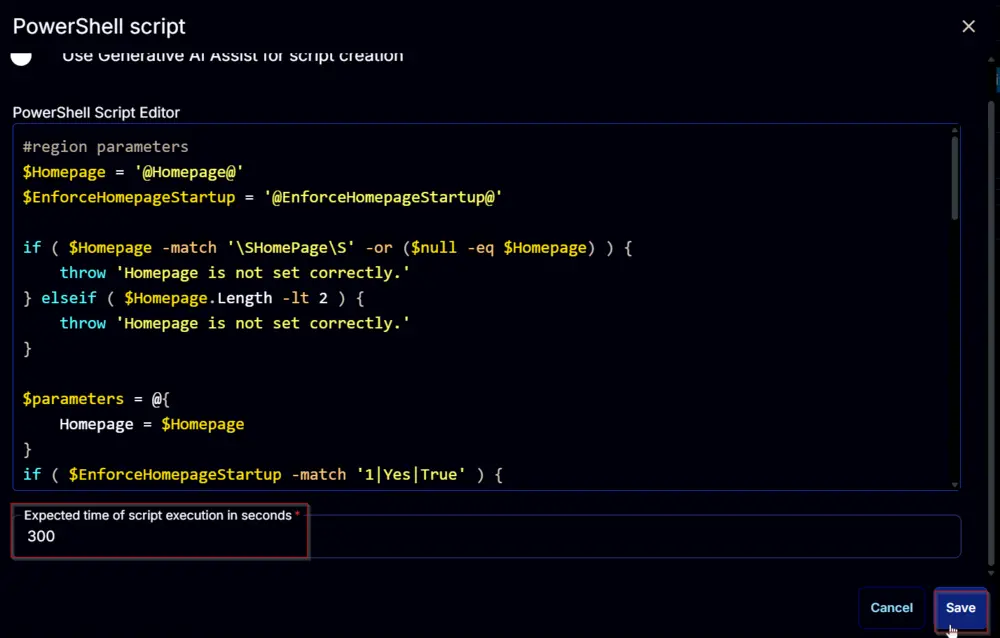 PowerShell script
Use Generative AI Assist for script creation
PowerShell Script Editor
#region parameters
$Homepage = '@Homepage@'
$EnforceHomepageStartup = '@EnforceHomepageStartup@'
if ( $Homepage -match '\SHomePage\S' -or ($null -eq $Homepage) ) {
    throw 'Homepage is not set correctly.'
} elseif ( $Homepage.Length -lt 2 ) {
    throw 'Homepage is not set correctly.'
}
$parameters = @{
    Homepage = $Homepage
}
if ( $EnforceHomepageStartup -match '1|Yes|True' ) {
Expected time of script execution in seconds *
300
Cancel
Save